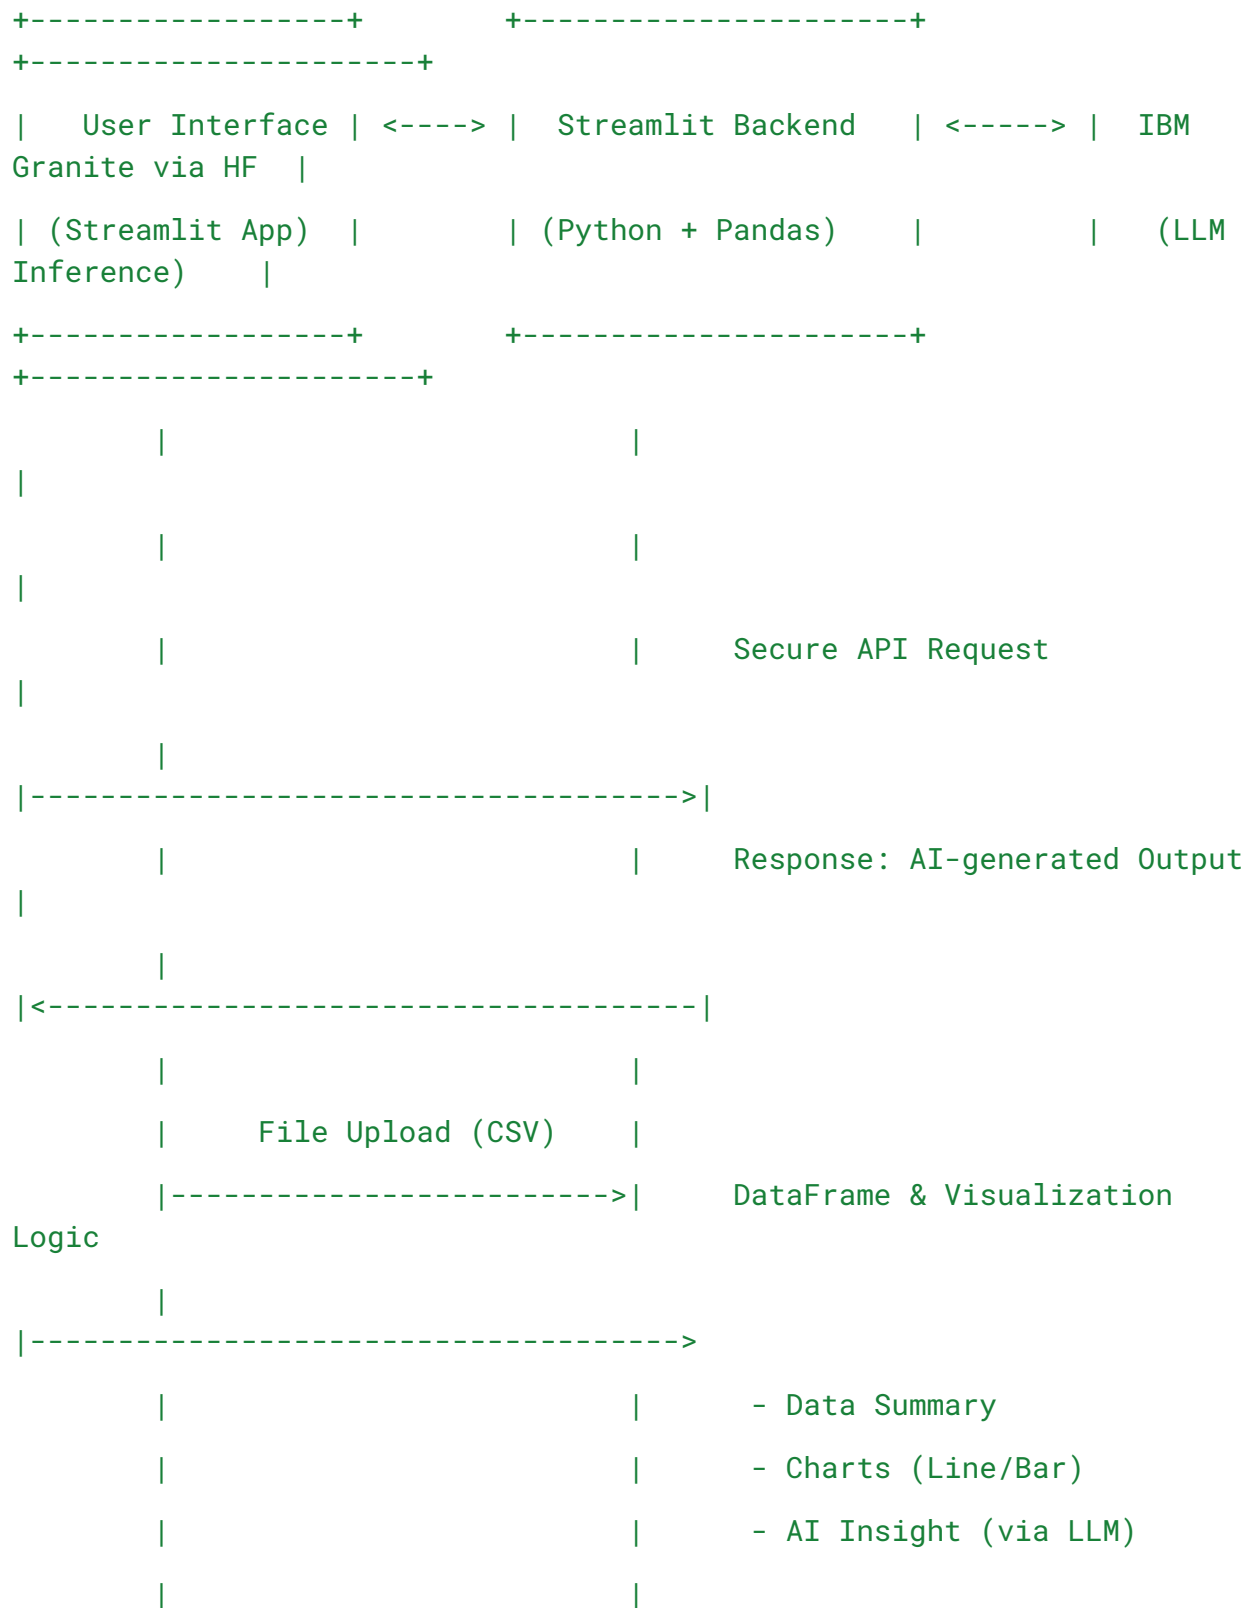 +------------------+        +----------------------+
+----------------------+
|   User Interface | <----> |  Streamlit Backend   | <-----> |  IBM
Granite via HF  |
| (Streamlit App)  |        | (Python + Pandas)    |         |   (LLM
Inference)    |
+------------------+        +----------------------+
+----------------------+
        |                          |
|
        |                          |
|
        |                          |     Secure API Request
|
        |
|------------------------------------->|
        |                          |     Response: AI-generated Output
|
        |
|<-------------------------------------|
        |                          |
        |     File Upload (CSV)    |
        |------------------------->|     DataFrame & Visualization
Logic
        |
|------------------------------------->
        |                          |      - Data Summary
        |                          |      - Charts (Line/Bar)
        |                          |      - AI Insight (via LLM)
        |                          |